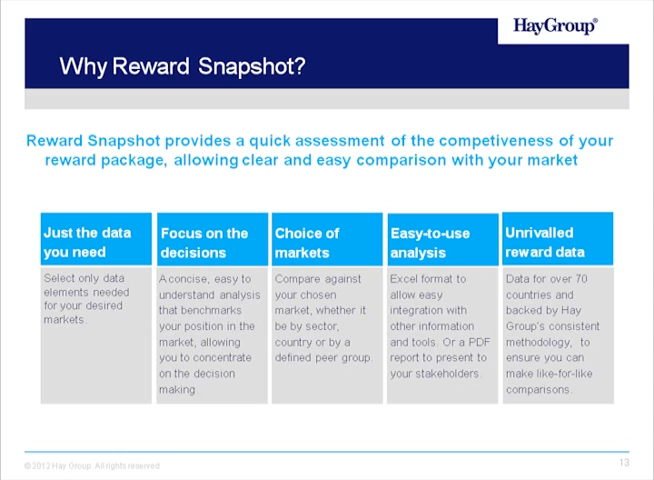 HayGroup®
Why Reward Snapshot?
Reward Snapshot provides a quick assessment of the competiveness of your
reward package, allowing clear and easy comparison with your market
Just the data
you need
Select only data
elements needed
for your desired
markets.
Focus on the
decisions
A concise, easy to
understand analysis
that benchmarks
your position in the
market, allowing
you to concentrate
on the decision
making
Choice of
markets
Compare against
your chosen
market, whether it
be by sector,
country or by a
defined peer group.
Easy-to-use
analysis
Excel format to
allow easy
integration with
other information
and tools. Or a PDF
report to present to
your stakeholders.
Unrivalled
reward data
Data for over 70
countries and
backed by Hay
Group's consistent
methodology, to
ensure you can
make like-for-like
comparisons.
© 2012 Hay Group. All rights reserved
13